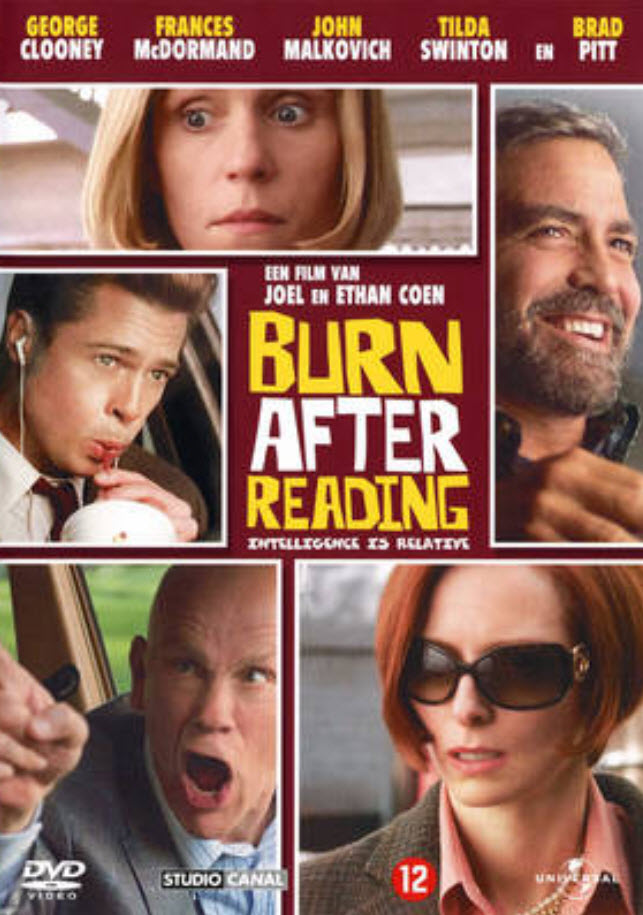 GEORGE CLOONEY
FRANCES McDORMAND
JOHN MALKOVICH
TILDA SWINTON
EN
BRAD PITT
EEN FILM VAN
JOEL EN ETHAN COEN
BURN
AFTER
READING
INTELLIGENCE IS RELATIVE
DVD
VIDEO
STUDIO CANAL
12
UNIVERSAL